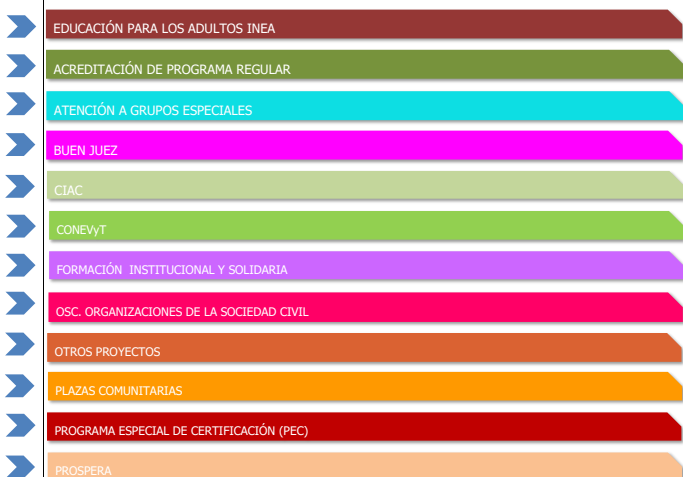 EDUCACIÓN PARA LOS ADULTOS INEA
ACREDITACIÓN DE PROGRAMA REGULAR
ATENCIÓN A GRUPOS ESPECIALES
BUEN JUEZ
CIAC
CONEVyT
FORMACIÓN INSTITUCIONAL Y SOLIDARIA
OSC. ORGANIZACIONES DE LA SOCIEDAD CIVIL
OTROS PROYECTOS
PLAZAS COMUNITARIAS
PROGRAMA ESPECIAL DE CERTIFICACIÓN (PEC)
PROSPERA